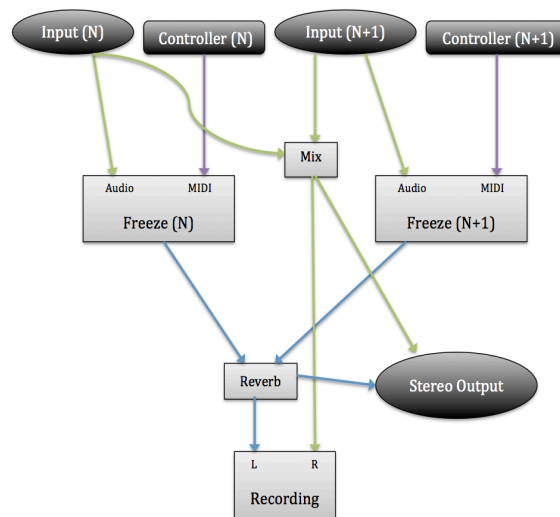 Input (N)
Controller (N)
Input (N+1)
Controller (N+1)
Mix
Audio MIDI
Freeze (N)
Audio MIDI
Freeze (N+1)
Reverb
Stereo Output
L R
Recording